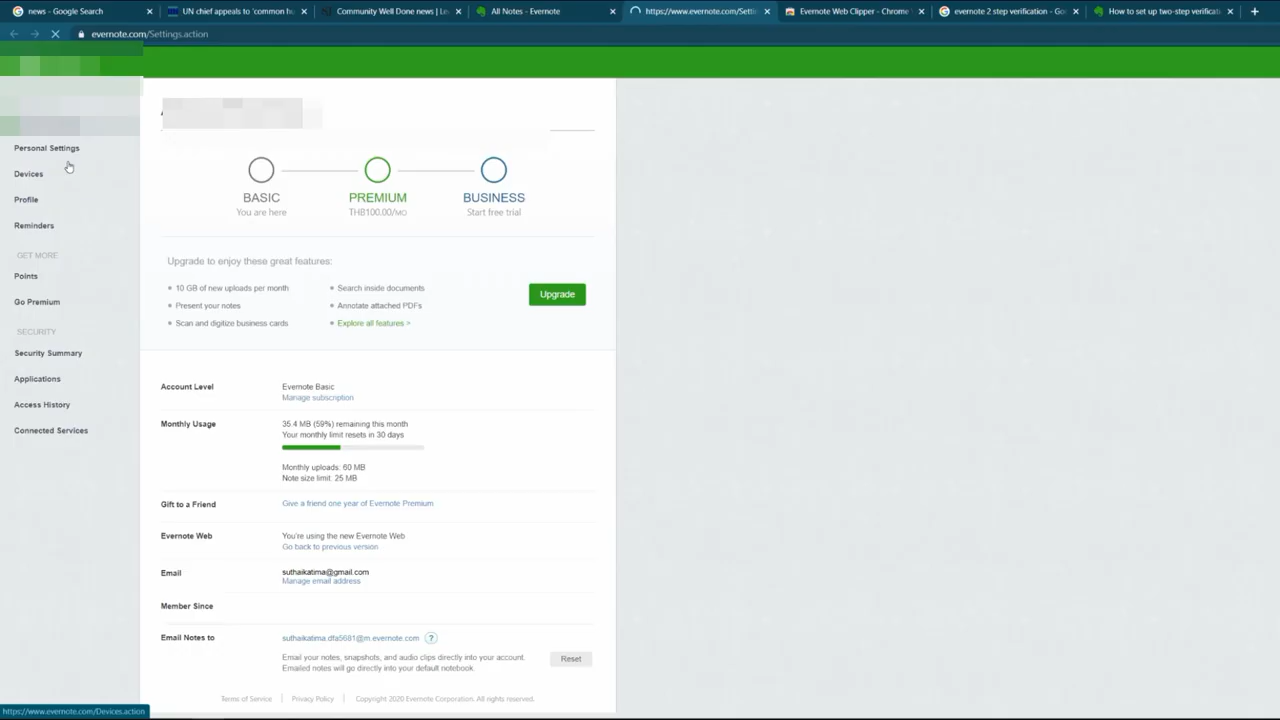 news - Google Search
UN chief appeals to 'common ho
Community Well Done news | Le
All Notes - Evernote
https://www.evernote.com/Settin
Evernote Web Clipper - Chrome
evernote 2 step verification - Go
How to set up two-step verificati
evernote.com/Settings.action
Personal Settings
Devices
Profile
Reminders
GET MORE
Points
Go Premium
SECURITY
Security Summary
Applications
Access History
Connected Services
BASIC
You are here
PREMIUM
THB100.00/MO
BUSINESS
Start free trial
Upgrade to enjoy these great features:
10 GB of new uploads per month
Present your notes
Scan and digitize business cards
Search inside documents
Annotate attached PDFs
Explore all features >
Upgrade
Account Level
Evernote Basic
Manage subscription
Monthly Usage
35.4 MB (59%) remaining this month
Your monthly limit resets in 30 days
Monthly uploads: 60 MB
Note size limit: 25 MB
Gift to a Friend
Give a friend one year of Evernote Premium
Evernote Web
You're using the new Evernote Web
Go back to previous version
Email
suthaikatima@gmail.com
Manage email address
Member Since
Email Notes to
suthaikatima.dfa5681@m.evernote.com ?
Email your notes, snapshots, and audio clips directly into your account.
Emailed notes will go directly into your default notebook.
Reset
Terms of Service
Privacy Policy
Copyright 2020 Evernote Corporation. All rights reserved.
https://www.evernote.com/Devices.action